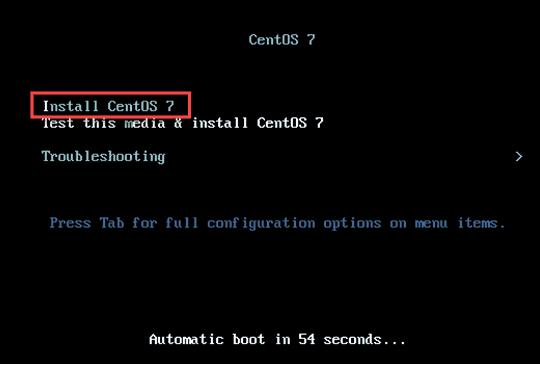 CentOS 7
Install CentOS 7
Test this media & install CentOS 7
Troubleshooting >
Press Tab for full configuration options on menu items.
Automatic boot in 54 seconds...